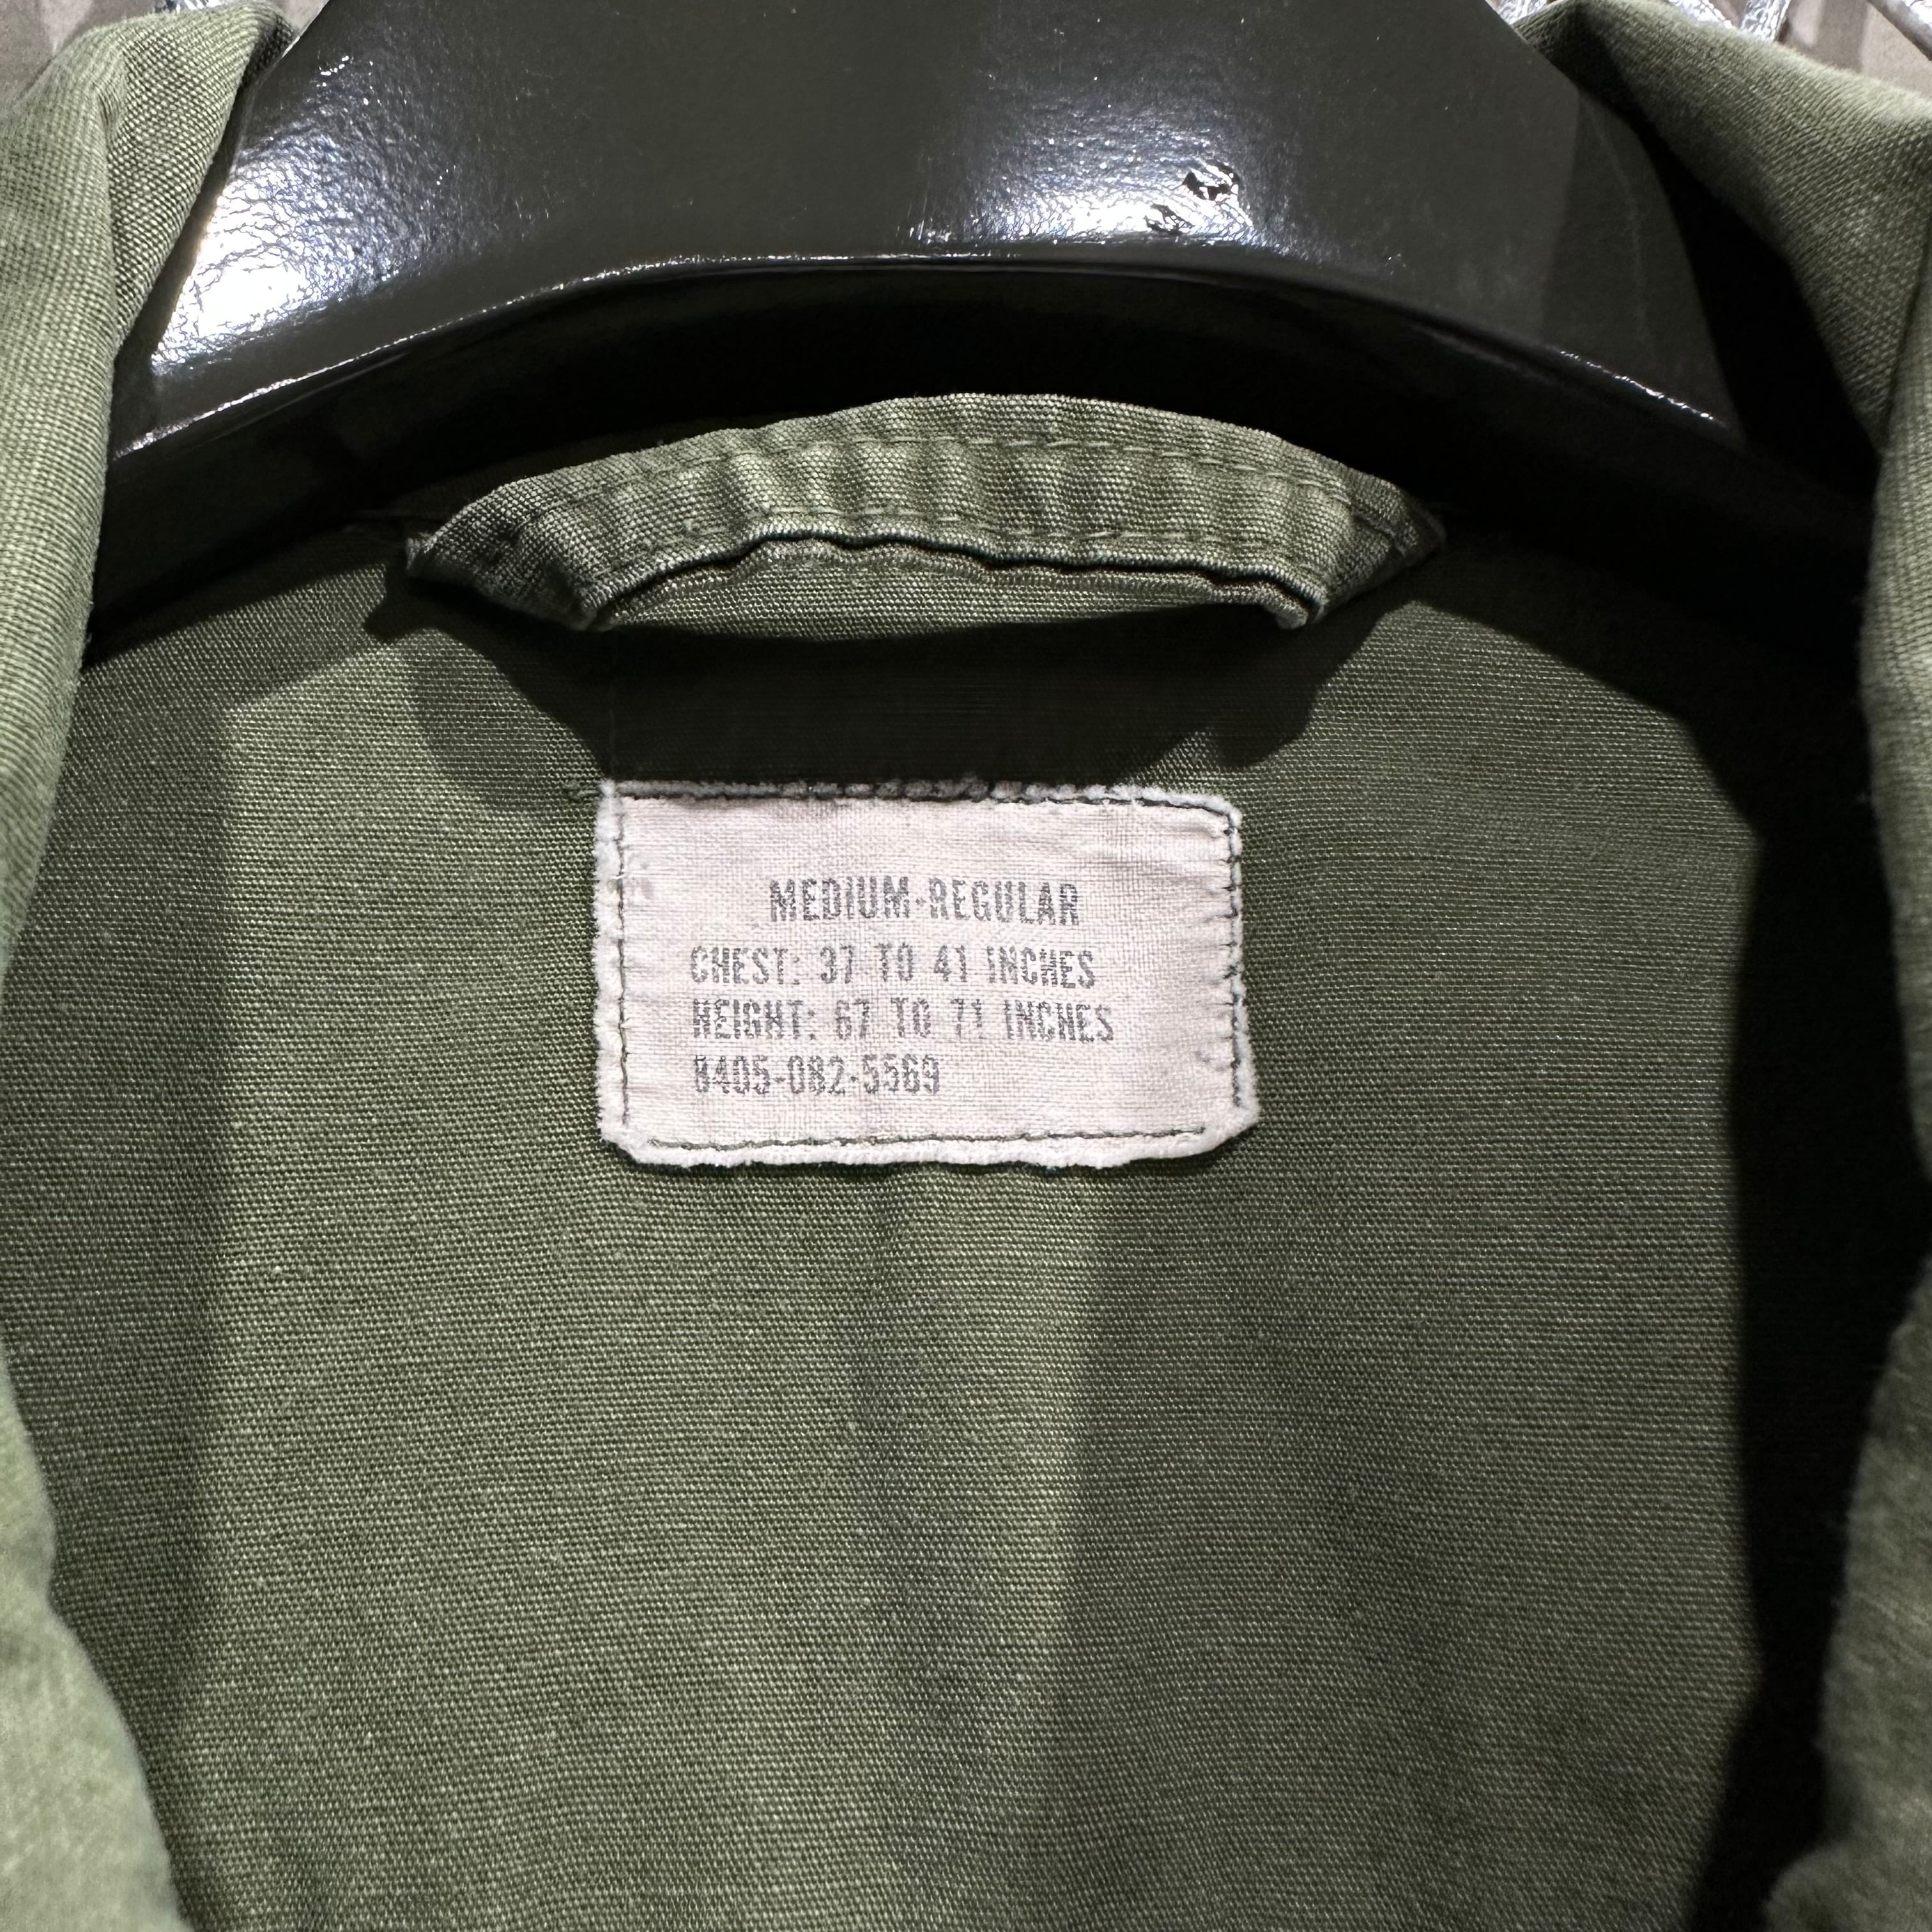 MEDIUM-REGULAR
CHEST: 37 TO 41 INCHES
HEIGHT: 67 TO 71 INCHES
8405-082-5569